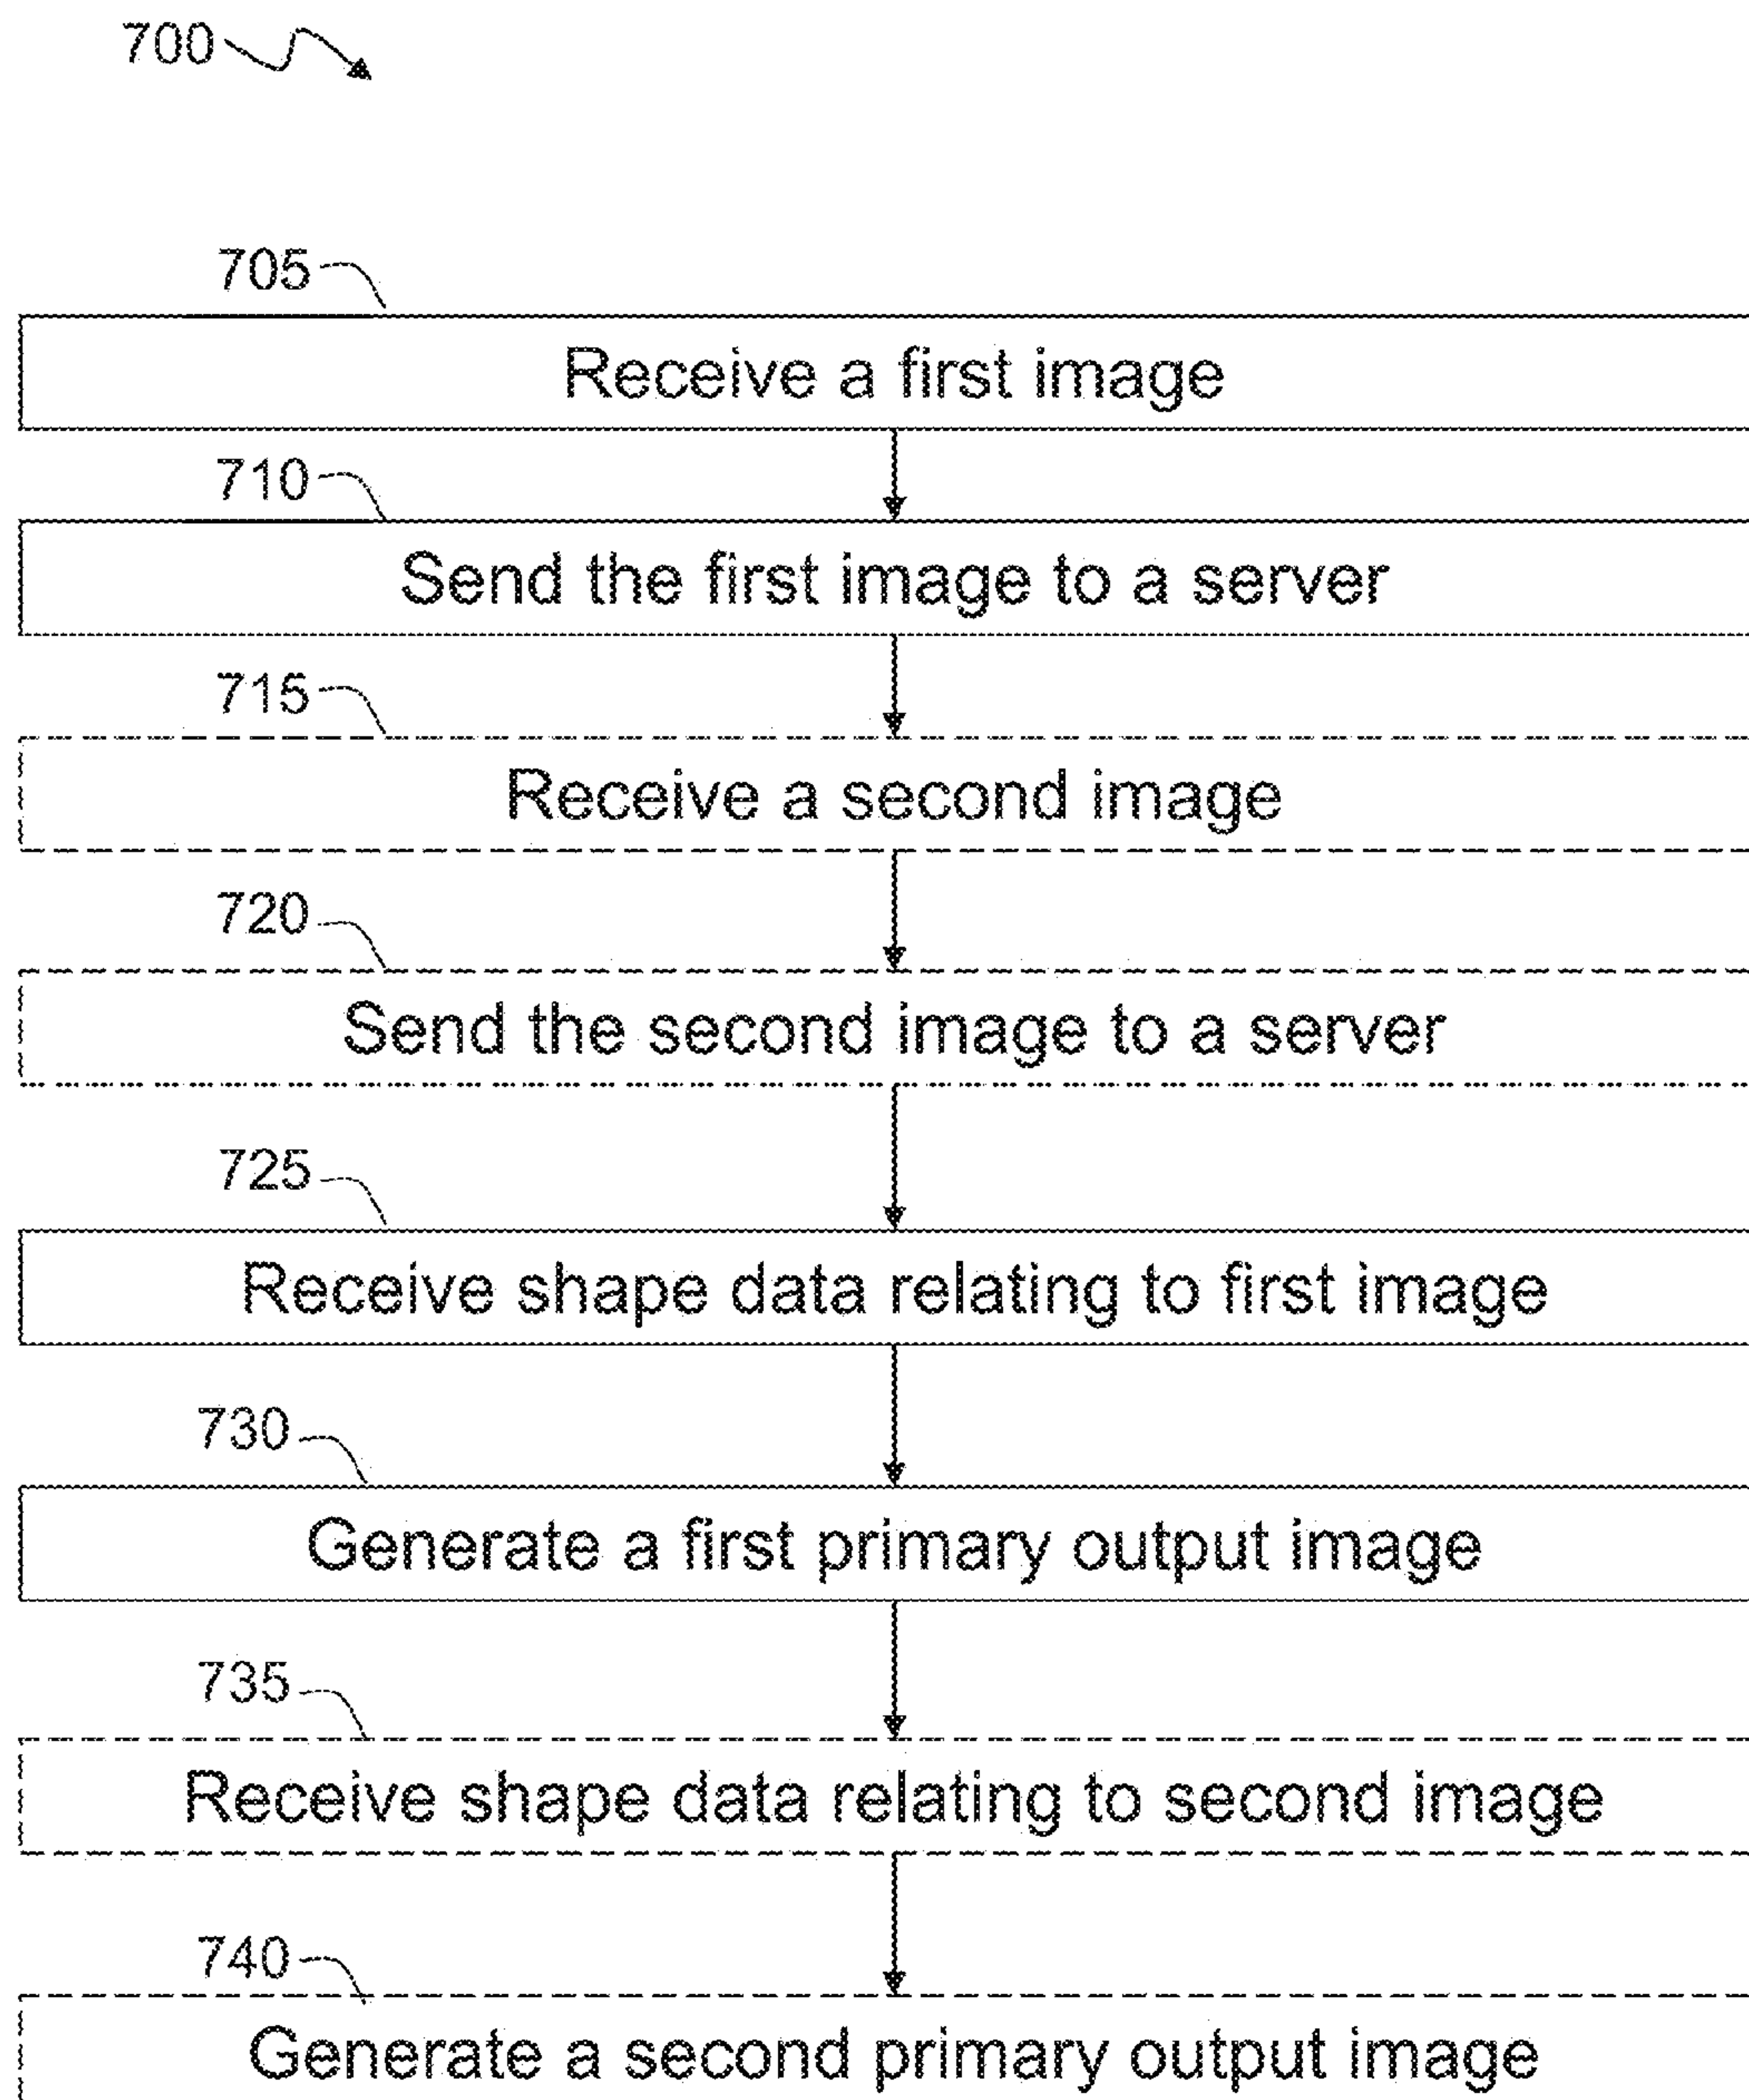 700
705
Receive a first image
710
Send the first image to a server
715
Receive a second image
720
Send the second image to a server
725
Receive shape data relating to first image
730
Generate a first primary output image
735
Receive shape data relating to second image
740
Generate a second primary output image